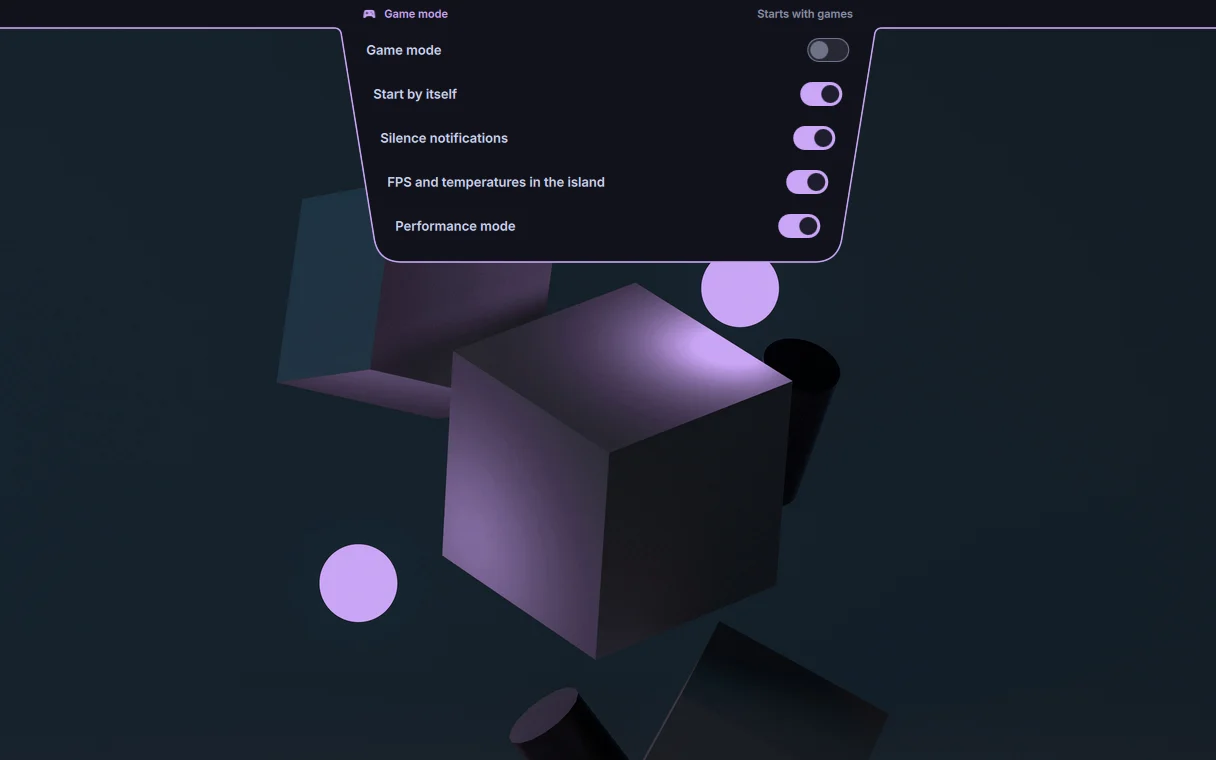 Game mode
Starts with games
Game mode
Start by itself
Silence notifications
FPS and temperatures in the island
Performance mode